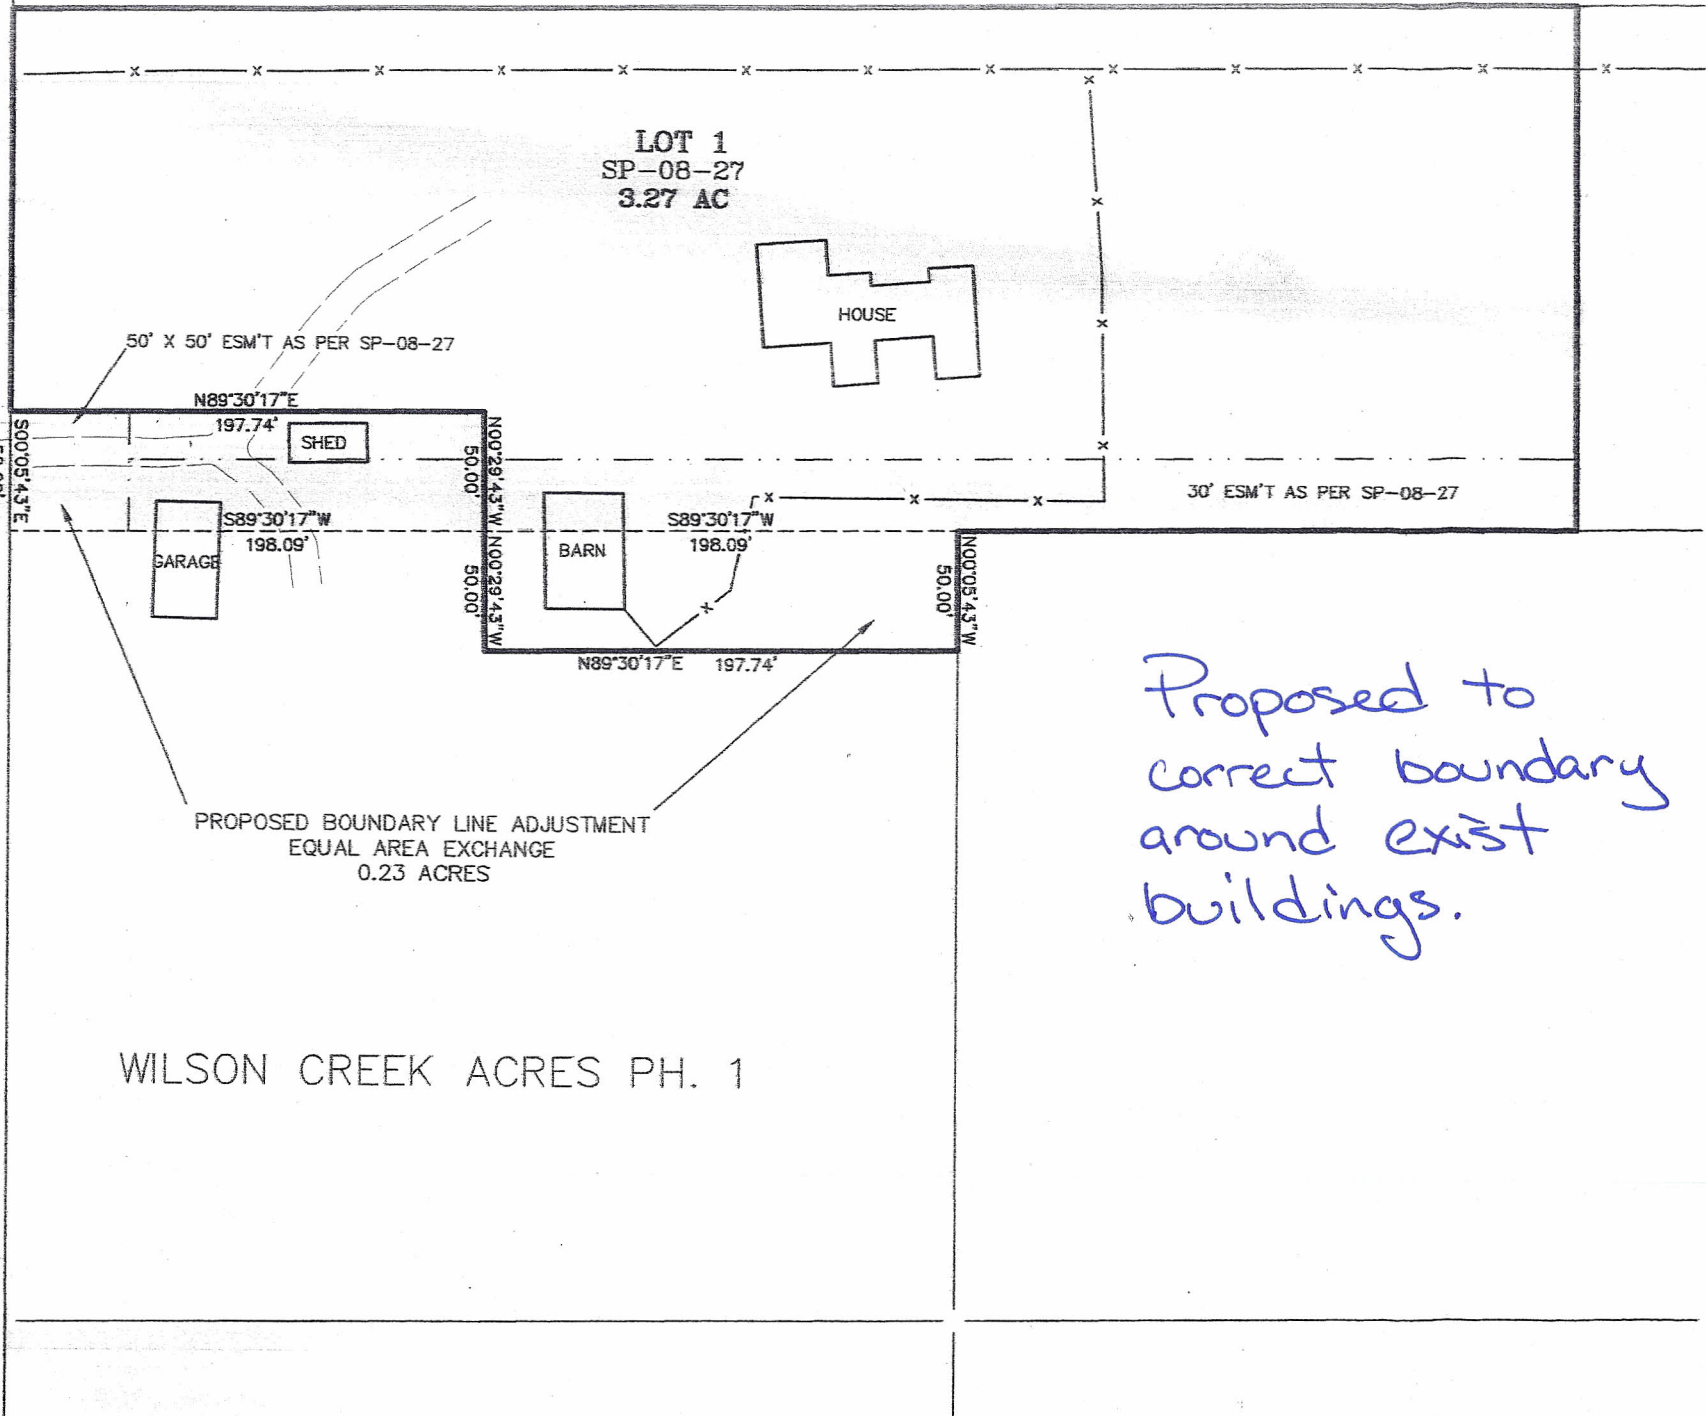 LOT 1
SP-08-27
3.27 AC
HOUSE
50' X 50' ESM'T AS PER SP-08-27
N89°30'17"E
197.74'
SHED
S00°05'43"E
N00°29'43"W
50.00'
30' ESM'T AS PER SP-08-27
S89°30'17"W
198.09'
GARAGE
BARN
S89°30'17"W
198.09'
N00°29'43"W
50.00'
N00°05'43"W
50.00'
N89°30'17"E 197.74'
PROPOSED BOUNDARY LINE ADJUSTMENT
EQUAL AREA EXCHANGE
0.23 ACRES
Proposed to
correct boundary
around exist
buildings.
WILSON CREEK ACRES PH. 1